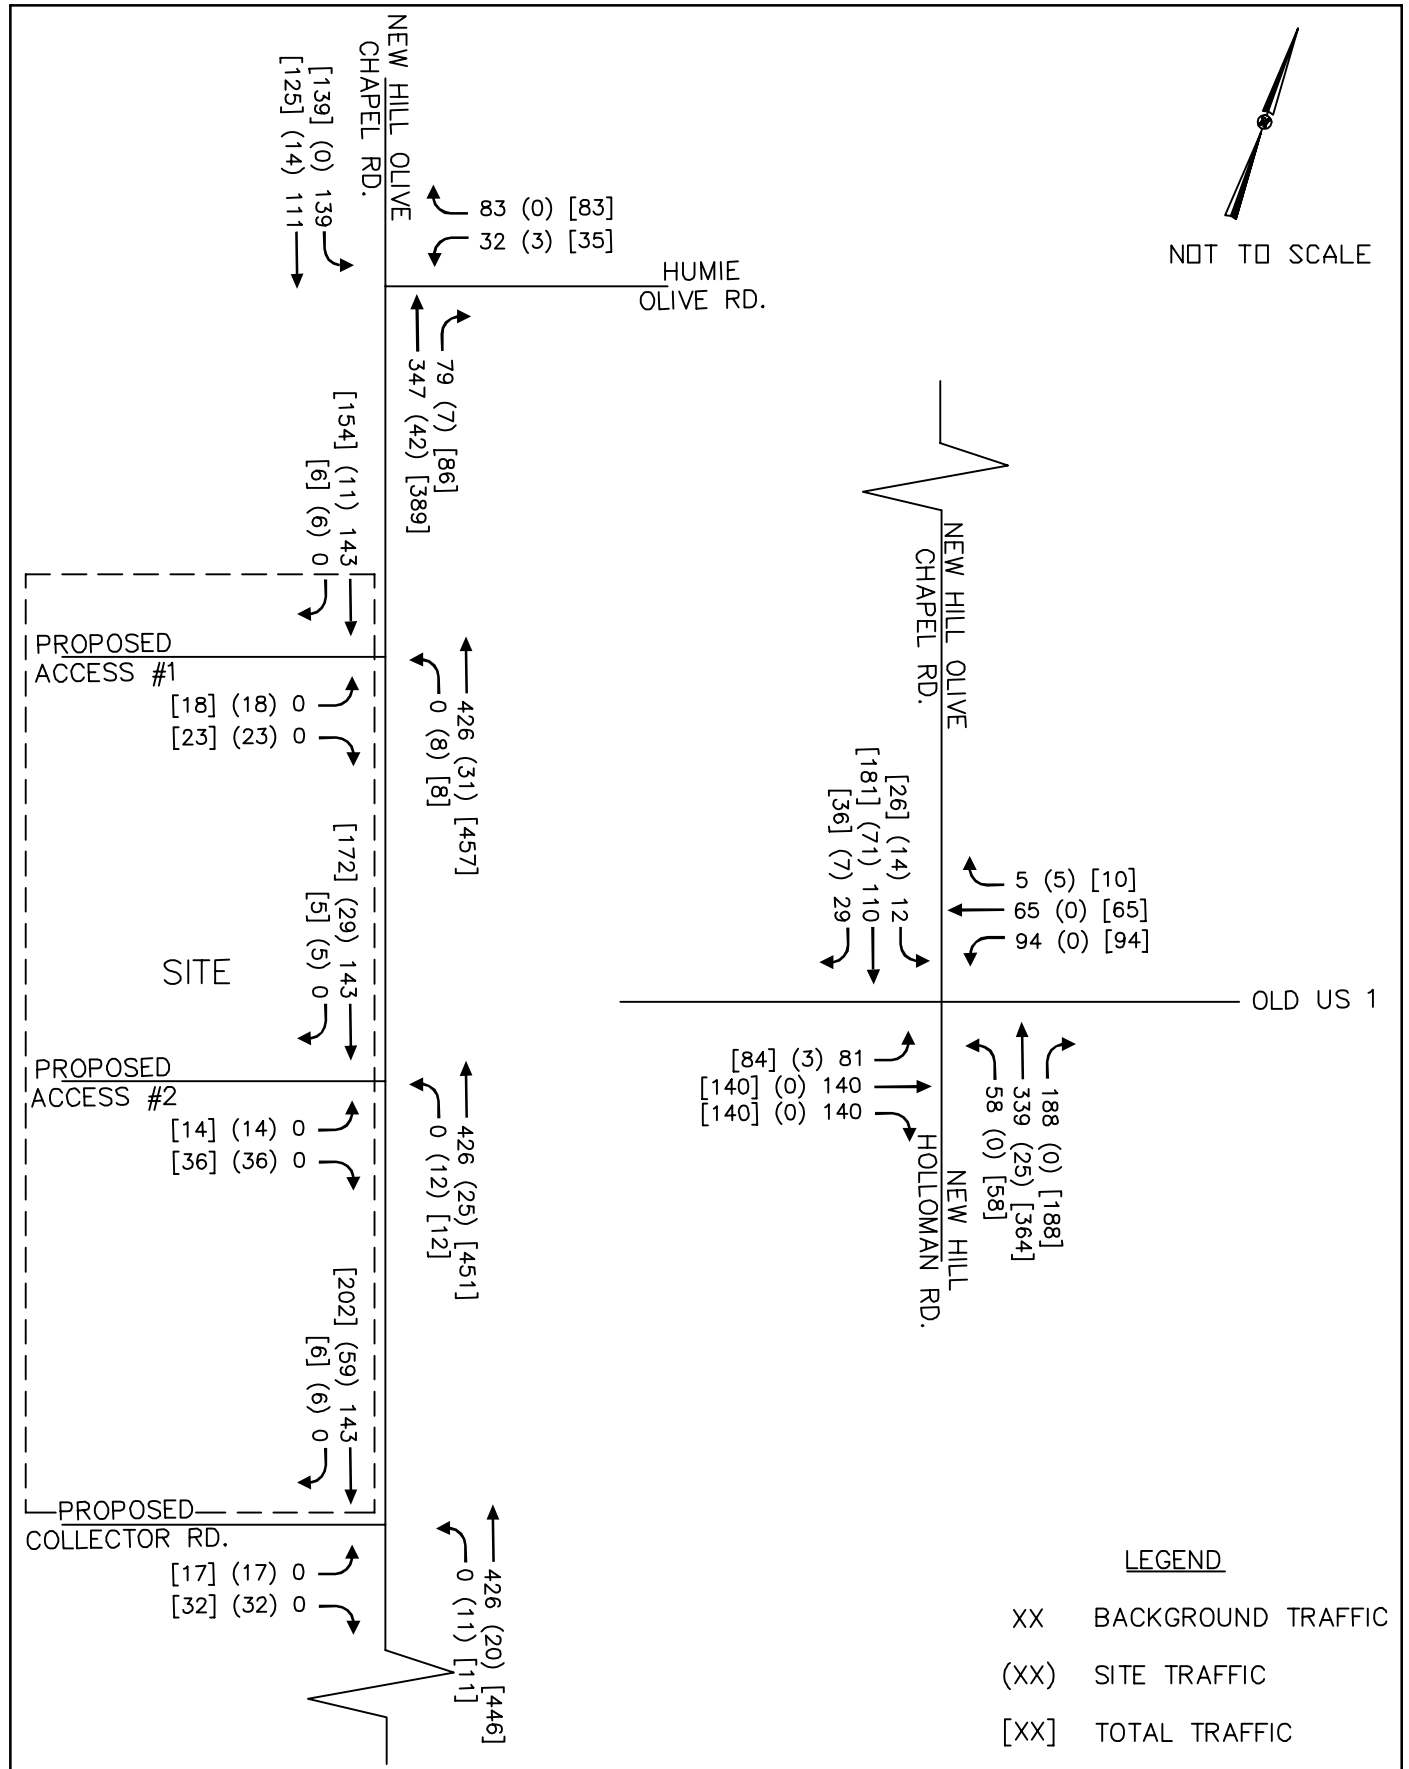 NEW HILL OLIVE
CHAPEL RD.
[139] (0) 139
[125] (14) 111
83 (0) [83]
32 (3) [35]
HUMIE
OLIVE RD.
NOT TO SCALE
79 (7) [86]
347 (42) [389]
[154] (11) 143
[6] (6) 0
PROPOSED
ACCESS #1
[18] (18) 0
[23] (23) 0
426 (31) [457]
0 (8) [8]
[172] (29) 143
[5] (5) 0
SITE
PROPOSED
ACCESS #2
[14] (14) 0
[36] (36) 0
426 (25) [451]
0 (12) [12]
[202] (59) 143
[6] (6) 0
PROPOSED
COLLECTOR RD.
[17] (17) 0
[32] (32) 0
426 (20) [446]
0 (11) [11]
NEW HILL OLIVE
CHAPEL RD.
[26] (14) 12
[181] (71) 110
[36] (7) 29
5 (5) [10]
65 (0) [65]
94 (0) [94]
OLD US 1
[84] (3) 81
[140] (0) 140
[140] (0) 140
188 (0) [188]
339 (25) [364]
58 (0) [58]
NEW HILL
HOLLOMAN RD.
LEGEND
XX BACKGROUND TRAFFIC
(XX) SITE TRAFFIC
[XX] TOTAL TRAFFIC